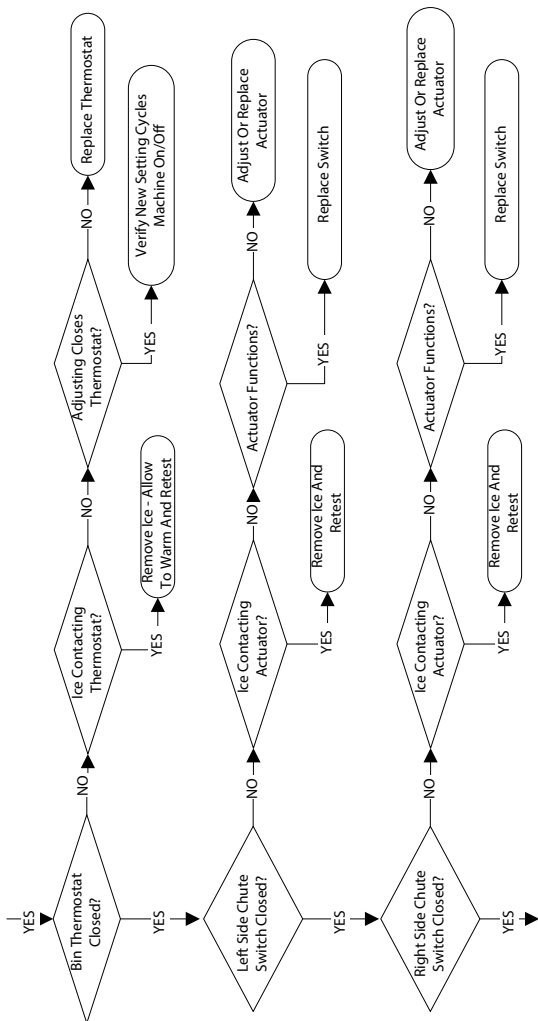 YES
Bin Thermostat
Closed?
NO
Ice Contacting
Thermostat?
NO
Adjusting Closes
Thermostat?
NO
Replace Thermostat
YES
YES
Remove Ice - Allow
To Warm And Retest
YES
Verify New Setting Cycles
Machine On/Off
Left Side Chute
Switch Closed?
NO
Ice Contacting
Actuator?
NO
Actuator Functions?
NO
Adjust Or Replace
Actuator
YES
YES
Remove Ice And
Retest
YES
Replace Switch
Right Side Chute
Switch Closed?
NO
Ice Contacting
Actuator?
NO
Actuator Functions?
NO
Adjust Or Replace
Actuator
YES
YES
Remove Ice And
Retest
YES
Replace Switch